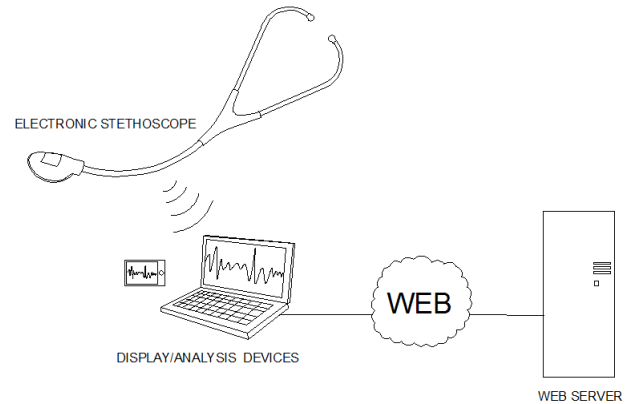 ELECTRONIC STETHOSCOPE
WEB
DISPLAY/ANALYSIS DEVICES
WEB SERVER